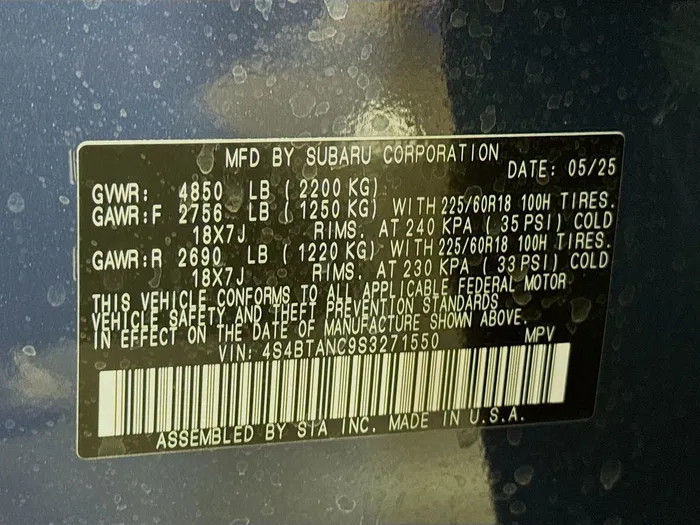 MFD BY SUBARU CORPORATION DATE: 05/25
GVWR: 4850 LB ( 2200 KG)
GAWR:F 2756 LB ( 1250 KG) WITH 225/60R18 100H TIRES.
18X7J RIMS. AT 240 KPA ( 35 PSI) COLD
GAWR:R 2690 LB ( 1220 KG) WITH 225/60R18 100H TIRES.
18X7J RIMS. AT 230 KPA ( 33 PSI) COLD
THIS VEHICLE CONFORMS TO ALL APPLICABLE FEDERAL MOTOR
VEHICLE SAFETY AND THEFT PREVENTION STANDARDS
IN EFFECT ON THE DATE OF MANUFACTURE SHOWN ABOVE.
VIN: 4S4BTANC9S3271550 MPV
ASSEMBLED BY SIA INC. MADE IN U.S.A.